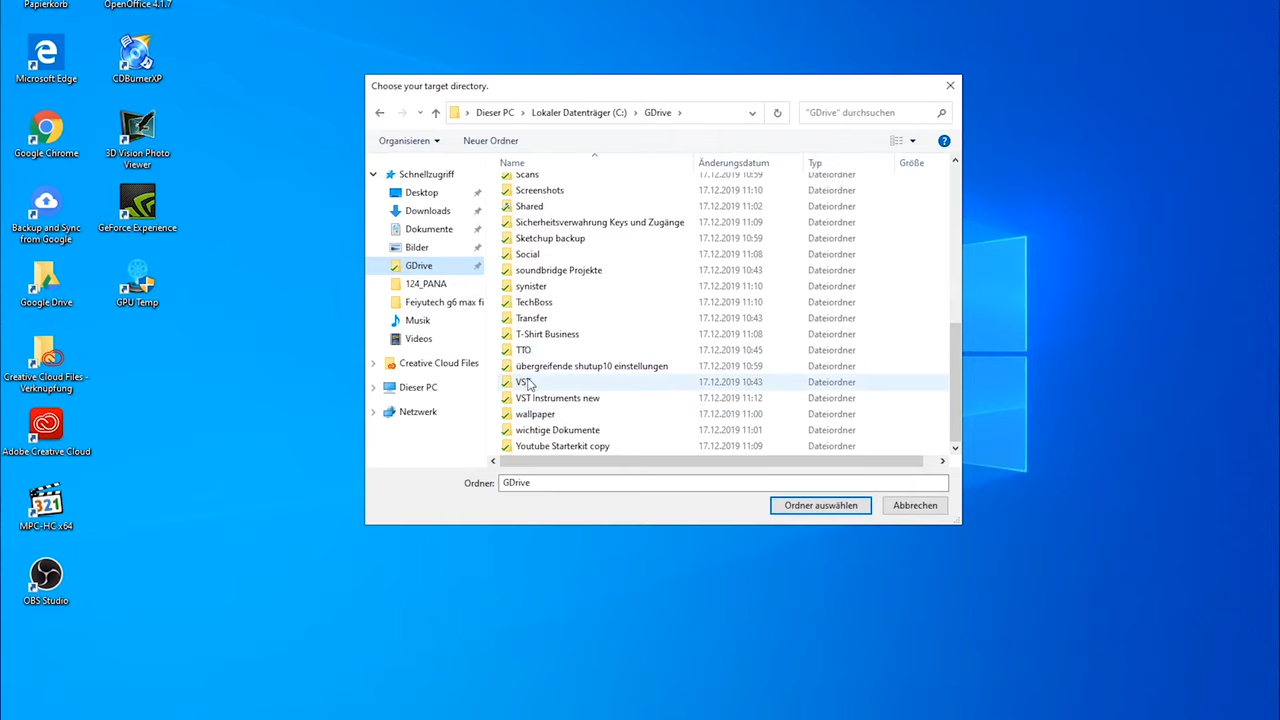 Papierkorb
OpenOffice 4.1.7
Microsoft Edge
CDBurnerXP
Google Chrome
3D Vision Photo
Viewer
Backup and Sync
from Google
GeForce Experience
Google Drive
GPU Temp
Creative Cloud Files -
Verknüpfung
Adobe Creative Cloud
MPC-HC x64
OBS Studio
Choose your target directory.
Dieser PC > Lokaler Datenträger (C:) > GDrive >
"GDrive" durchsuchen
Organisieren
Neuer Ordner
Schnellzugriff
Desktop
Downloads
Dokumente
Bilder
GDrive
124_PANA
Feiyutech g6 max fi
Musik
Videos
Creative Cloud Files
Dieser PC
Netzwerk
Name Änderungsdatum Typ Größe
Scans 17.12.2019 10:59 Dateiordner
Screenshots 17.12.2019 11:10 Dateiordner
Shared 17.12.2019 11:02 Dateiordner
Sicherheitsverwahrung Keys und Zugänge 17.12.2019 11:09 Dateiordner
Sketchup backup 17.12.2019 10:59 Dateiordner
Social 17.12.2019 11:08 Dateiordner
soundbridge Projekte 17.12.2019 10:43 Dateiordner
synister 17.12.2019 11:10 Dateiordner
TechBoss 17.12.2019 11:10 Dateiordner
Transfer 17.12.2019 10:43 Dateiordner
T-Shirt Business 17.12.2019 11:08 Dateiordner
TTO 17.12.2019 10:45 Dateiordner
übergreifende shutup10 einstellungen 17.12.2019 10:59 Dateiordner
VST 17.12.2019 10:43 Dateiordner
VST Instruments new 17.12.2019 11:12 Dateiordner
wallpaper 17.12.2019 11:00 Dateiordner
wichtige Dokumente 17.12.2019 11:01 Dateiordner
Youtube Starterkit copy 17.12.2019 11:09 Dateiordner
Ordner: GDrive
Ordner auswählen
Abbrechen